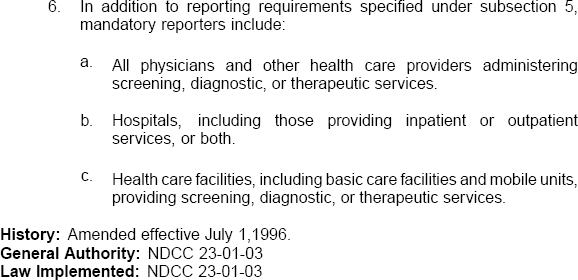 6. In addition to reporting requirements specified under subsection 5,
mandatory reporters include:
a. All physicians and other health care providers administering
screening, diagnostic, or therapeutic services.
b. Hospitals, including those providing inpatient or outpatient
services, or both.
c. Health care facilities, including basic care facilities and mobile units,
providing screening, diagnostic, or therapeutic services.
History: Amended effective July 1,1996.
General Authority: NDCC 23-01-03
Law Implemented: NDCC 23-01-03